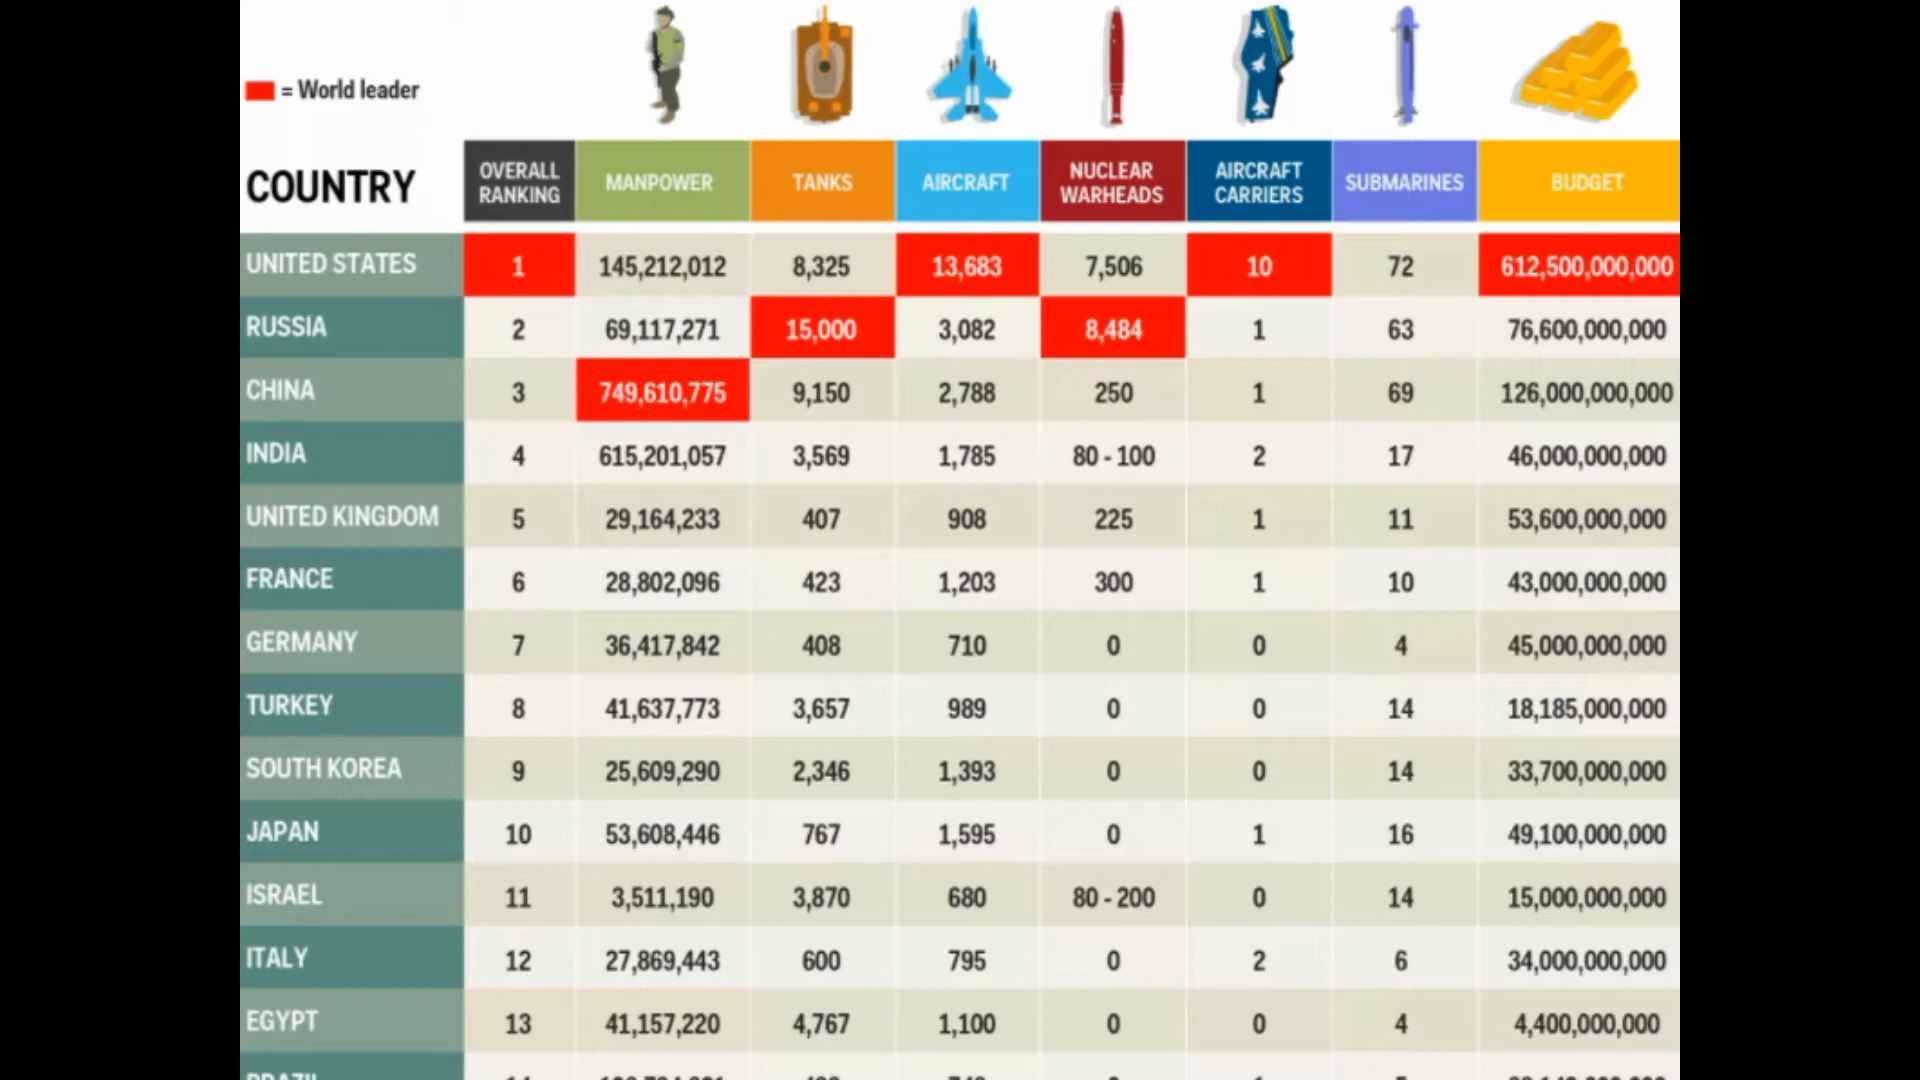 = World leader
COUNTRY OVERALL RANKING MANPOWER TANKS AIRCRAFT NUCLEAR WARHEADS AIRCRAFT CARRIERS SUBMARINES BUDGET
UNITED STATES 1 145,212,012 8,325 13,683 7,506 10 72 612,500,000,000
RUSSIA 2 69,117,271 15,000 3,082 8,484 1 63 76,600,000,000
CHINA 3 749,610,775 9,150 2,788 250 1 69 126,000,000,000
INDIA 4 615,201,057 3,569 1,785 80 - 100 2 17 46,000,000,000
UNITED KINGDOM 5 29,164,233 407 908 225 1 11 53,600,000,000
FRANCE 6 28,802,096 423 1,203 300 1 10 43,000,000,000
GERMANY 7 36,417,842 408 710 0 0 4 45,000,000,000
TURKEY 8 41,637,773 3,657 989 0 0 14 18,185,000,000
SOUTH KOREA 9 25,609,290 2,346 1,393 0 0 14 33,700,000,000
JAPAN 10 53,608,446 767 1,595 0 1 16 49,100,000,000
ISRAEL 11 3,511,190 3,870 680 80 - 200 0 14 15,000,000,000
ITALY 12 27,869,443 600 795 0 2 6 34,000,000,000
EGYPT 13 41,157,220 4,767 1,100 0 0 4 4,400,000,000
BRAZIL 14